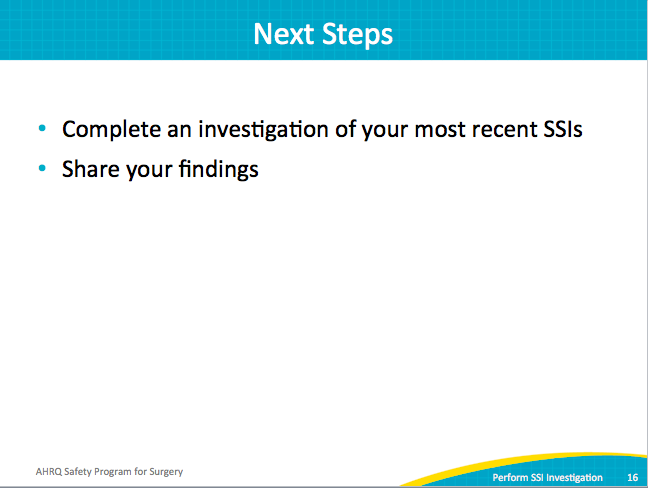 Next Steps
• Complete an investigation of your most recent SSIs
• Share your findings
AHRQ Safety Program for Surgery
Perform SSI Investigation 16